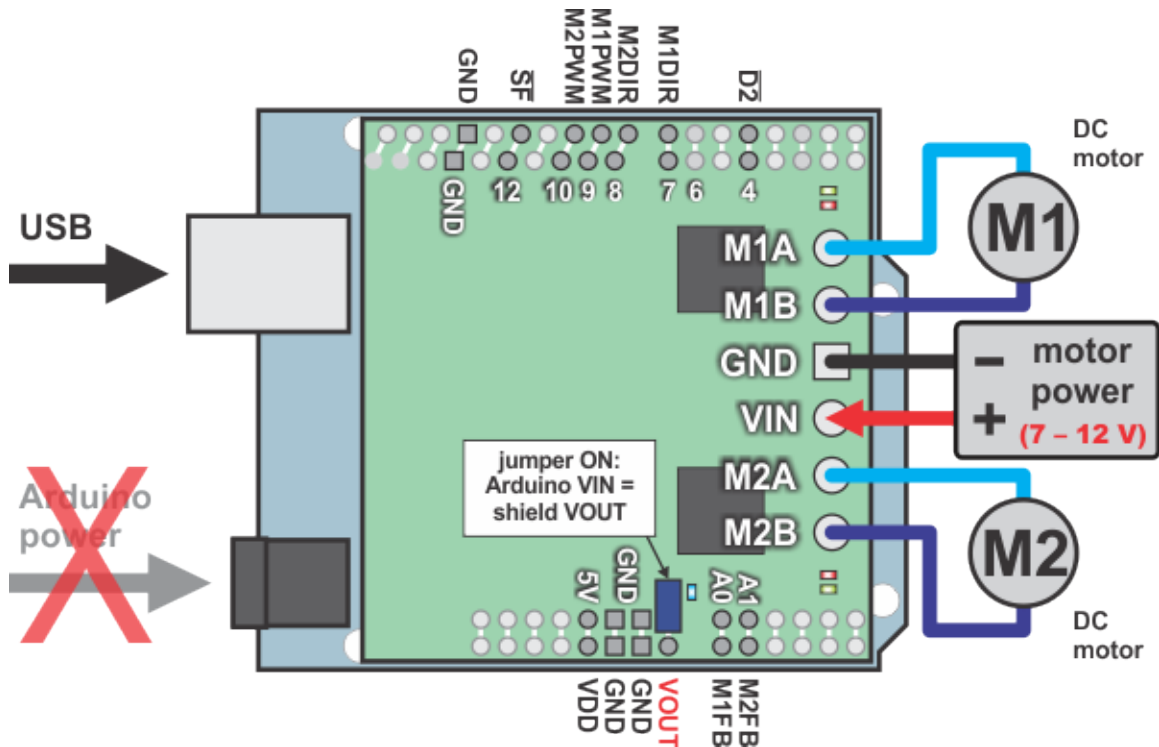 GND
SF
M2PWM
M1PWM
M2DIR
M1DIR
D2
GND
12
10
9
8
7
6
4
DC
motor
USB
M1A
M1
M1B
GND
− motor
power
VIN
+ (7 – 12 V)
jumper ON:
Arduino VIN =
shield VOUT
M2A
M2B
M2
Arduino
power
5V
GND
A0
A1
DC
motor
VDD
GND
GND
VOUT
M1FB
M2FB